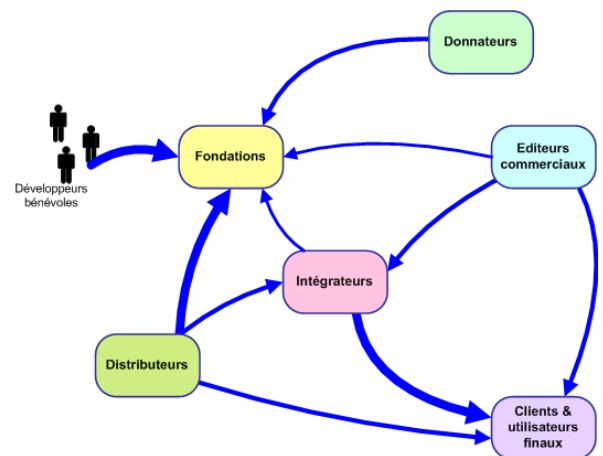 Donnateurs
Fondations
Editeurs
commerciaux
Développeurs
bénévoles
Intégrateurs
Distributeurs
Clients &
utilisateurs
finaux